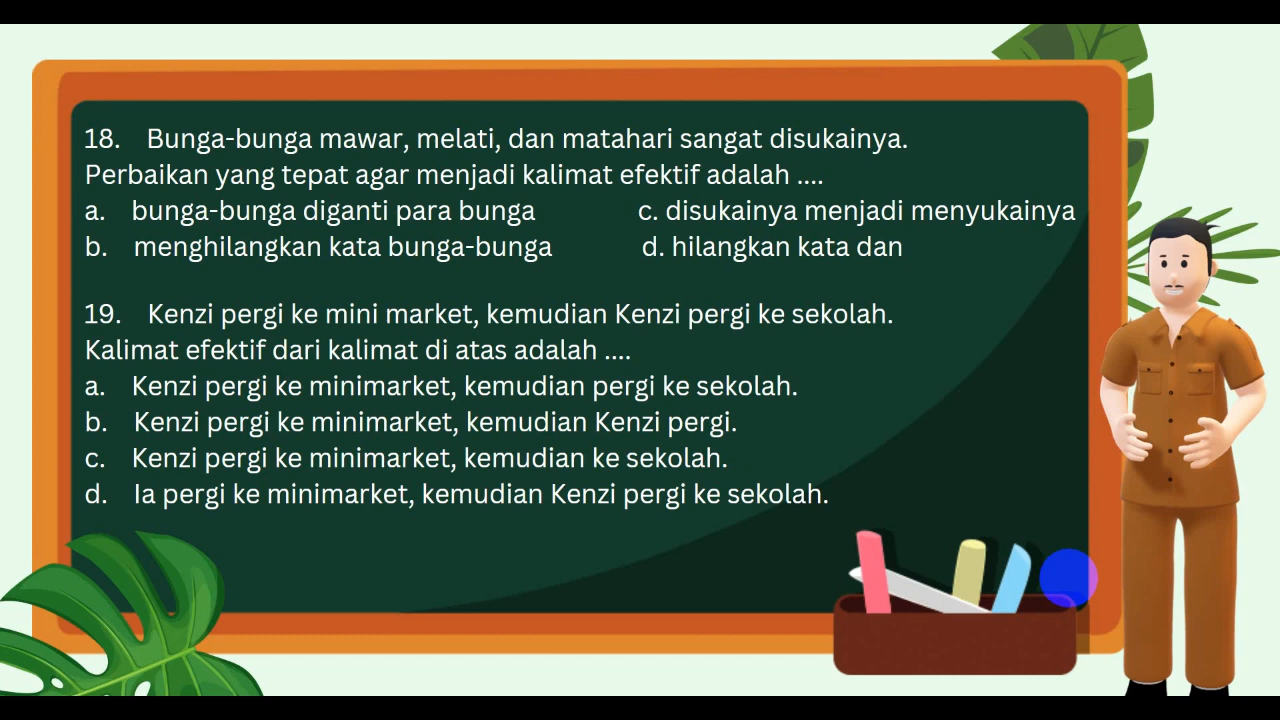 18. Bunga-bunga mawar, melati, dan matahari sangat disukainya.
Perbaikan yang tepat agar menjadi kalimat efektif adalah ....
a. bunga-bunga diganti para bunga c. disukainya menjadi menyukainya
b. menghilangkan kata bunga-bunga d. hilangkan kata dan
19. Kenzi pergi ke mini market, kemudian Kenzi pergi ke sekolah.
Kalimat efektif dari kalimat di atas adalah ....
a. Kenzi pergi ke minimarket, kemudian pergi ke sekolah.
b. Kenzi pergi ke minimarket, kemudian Kenzi pergi.
c. Kenzi pergi ke minimarket, kemudian ke sekolah.
d. Ia pergi ke minimarket, kemudian Kenzi pergi ke sekolah.